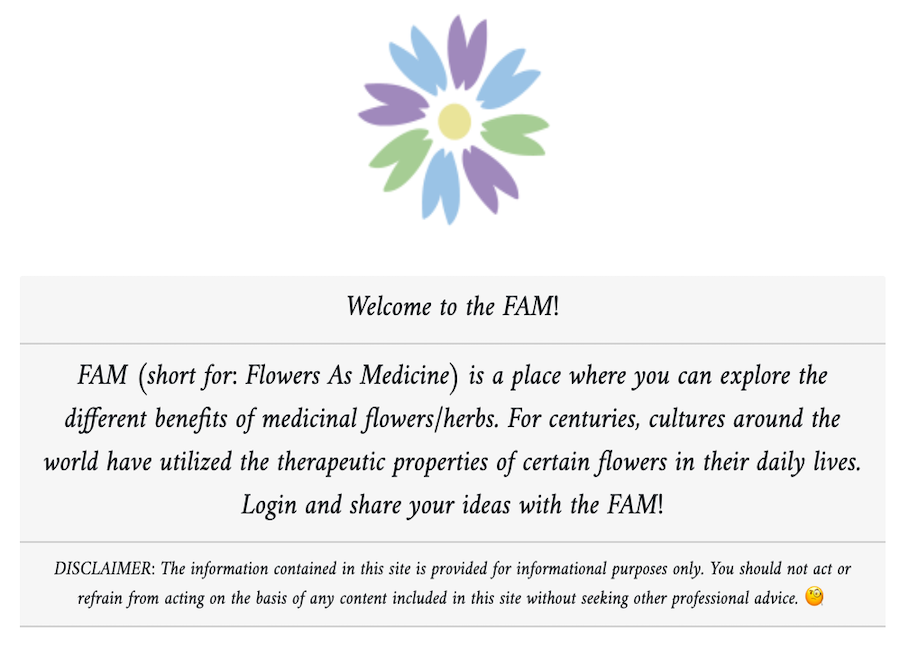 Welcome to the FAM!
FAM (short for: Flowers As Medicine) is a place where you can explore the
different benefits of medicinal flowers/herbs. For centuries, cultures around the
world have utilized the therapeutic properties of certain flowers in their daily lives.
Login and share your ideas with the FAM!
DISCLAIMER: The information contained in this site is provided for informational purposes only. You should not act or
refrain from acting on the basis of any content included in this site without seeking other professional advice. 🧐